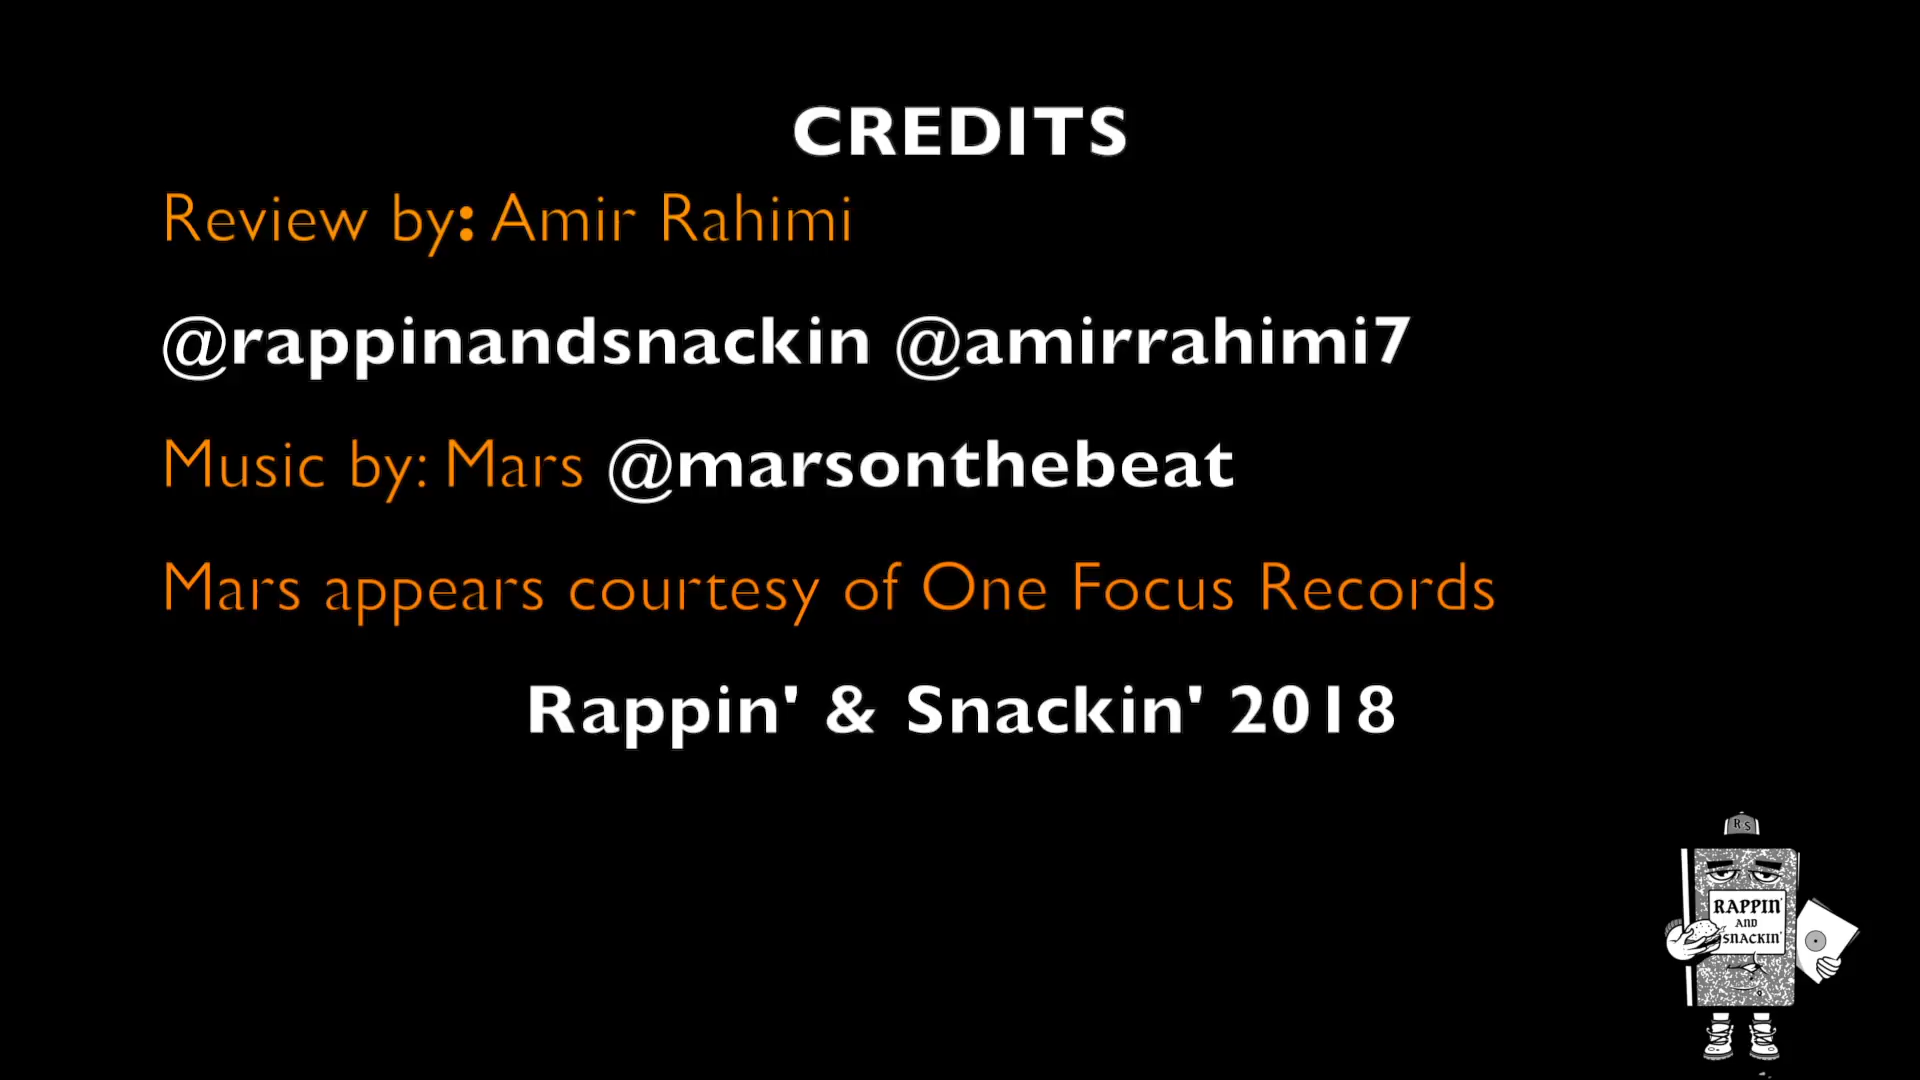 CREDITS
Review by: Amir Rahimi
@rappinandsnackin @amirrahimi7
Music by: Mars @marsonthebeat
Mars appears courtesy of One Focus Records
Rappin' & Snackin' 2018
RS
RAPPIN'
AND
SNACKIN'